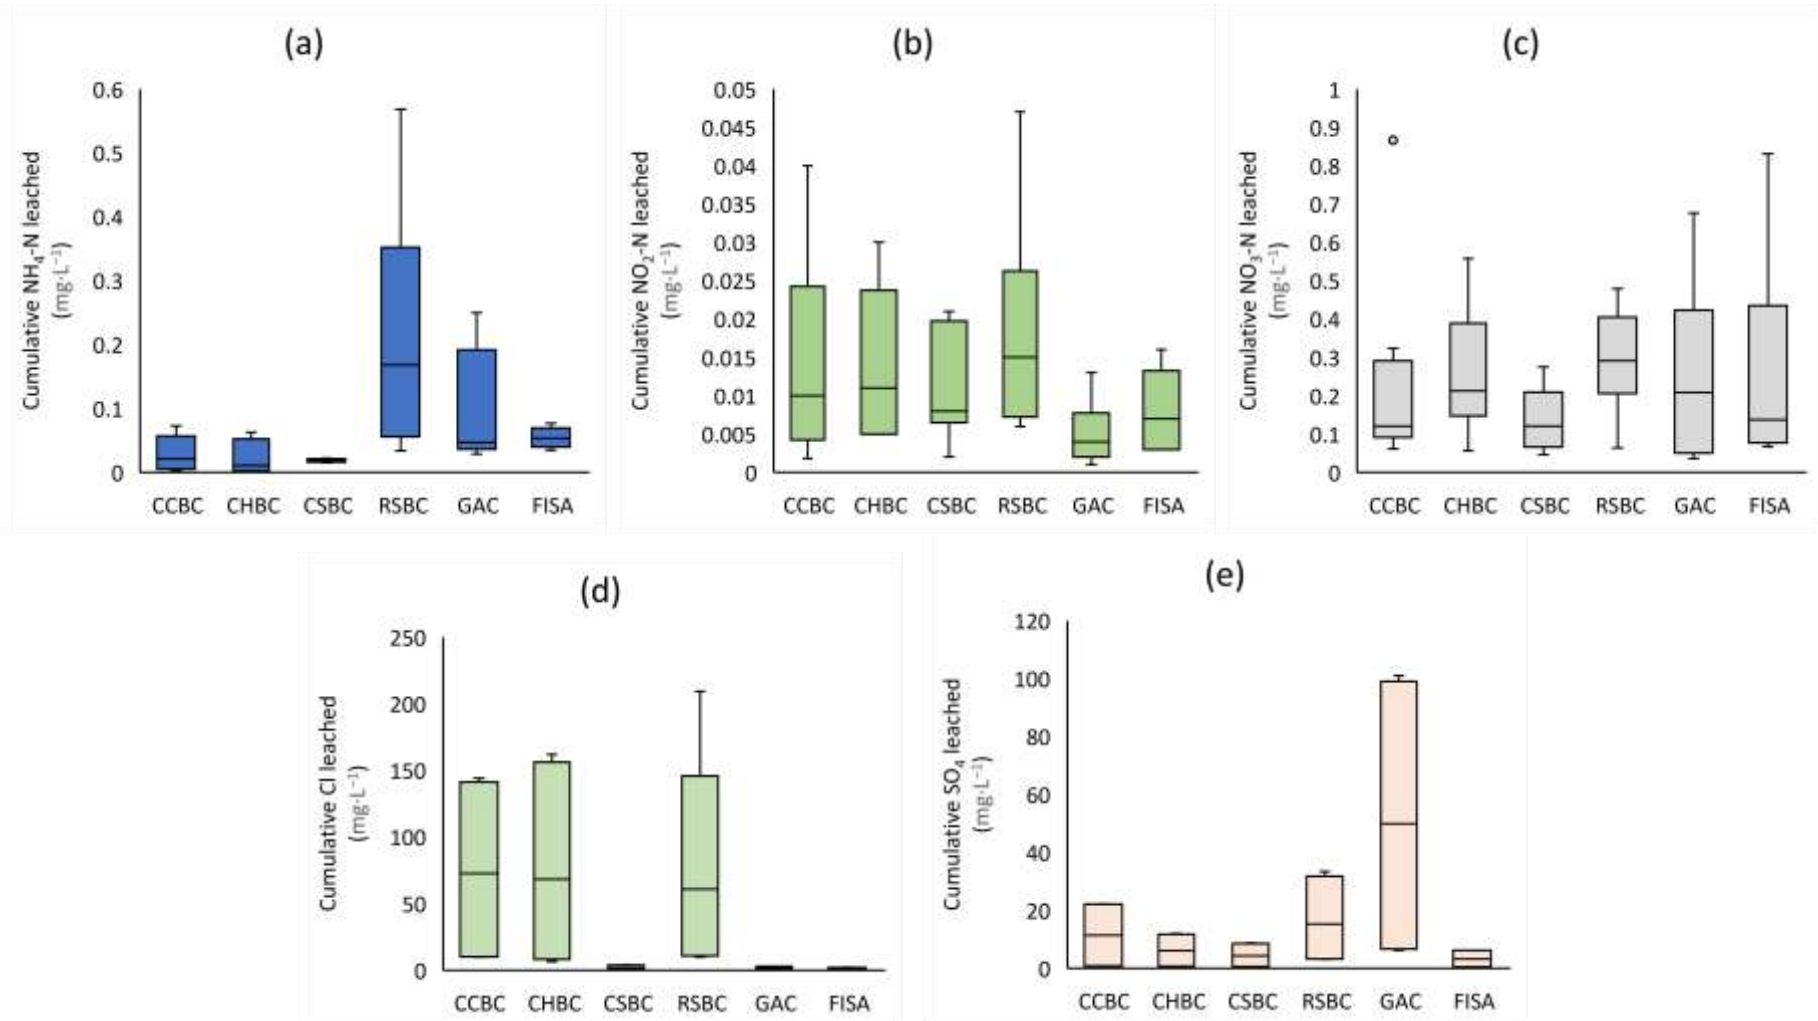 (a)
Cumulative NH₄-N leached
(mg·L⁻¹)
0.6
0.5
0.4
0.3
0.2
0.1
0
CCBC CHBC CSBC RSBC GAC FISA
(b)
Cumulative NO₂-N leached
(mg·L⁻¹)
0.05
0.045
0.04
0.035
0.03
0.025
0.02
0.015
0.01
0.005
0
CCBC CHBC CSBC RSBC GAC FISA
(c)
Cumulative NO₃-N leached
(mg·L⁻¹)
1
0.9
0.8
0.7
0.6
0.5
0.4
0.3
0.2
0.1
0
CCBC CHBC CSBC RSBC GAC FISA
(d)
Cumulative Cl leached
(mg·L⁻¹)
250
200
150
100
50
0
CCBC CHBC CSBC RSBC GAC FISA
(e)
Cumulative SO₄ leached
(mg·L⁻¹)
120
100
80
60
40
20
0
CCBC CHBC CSBC RSBC GAC FISA